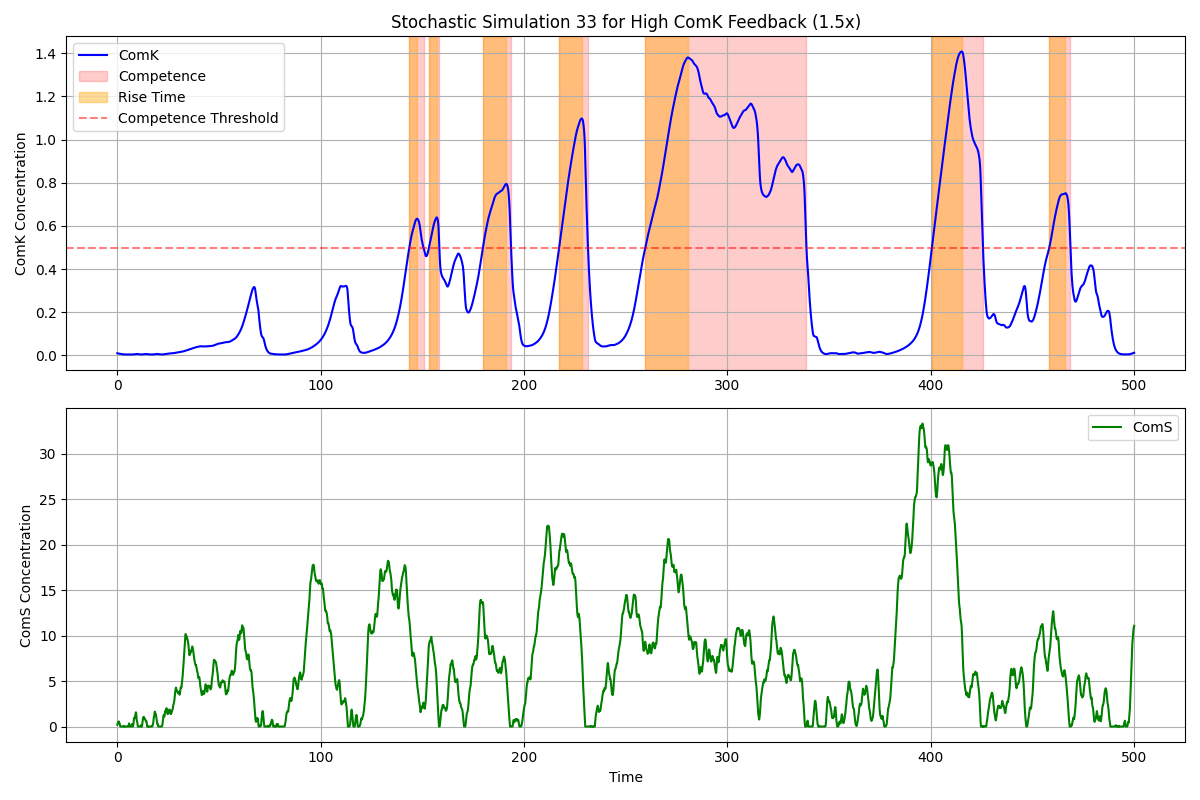 Stochastic Simulation 33 for High ComK Feedback (1.5x)
ComK
Competence
Rise Time
Competence Threshold
ComK Concentration
1.4
1.2
1.0
0.8
0.6
0.4
0.2
0.0
0 100 200 300 400 500
ComS
ComS Concentration
30
25
20
15
10
5
0
0 100 200 300 400 500
Time